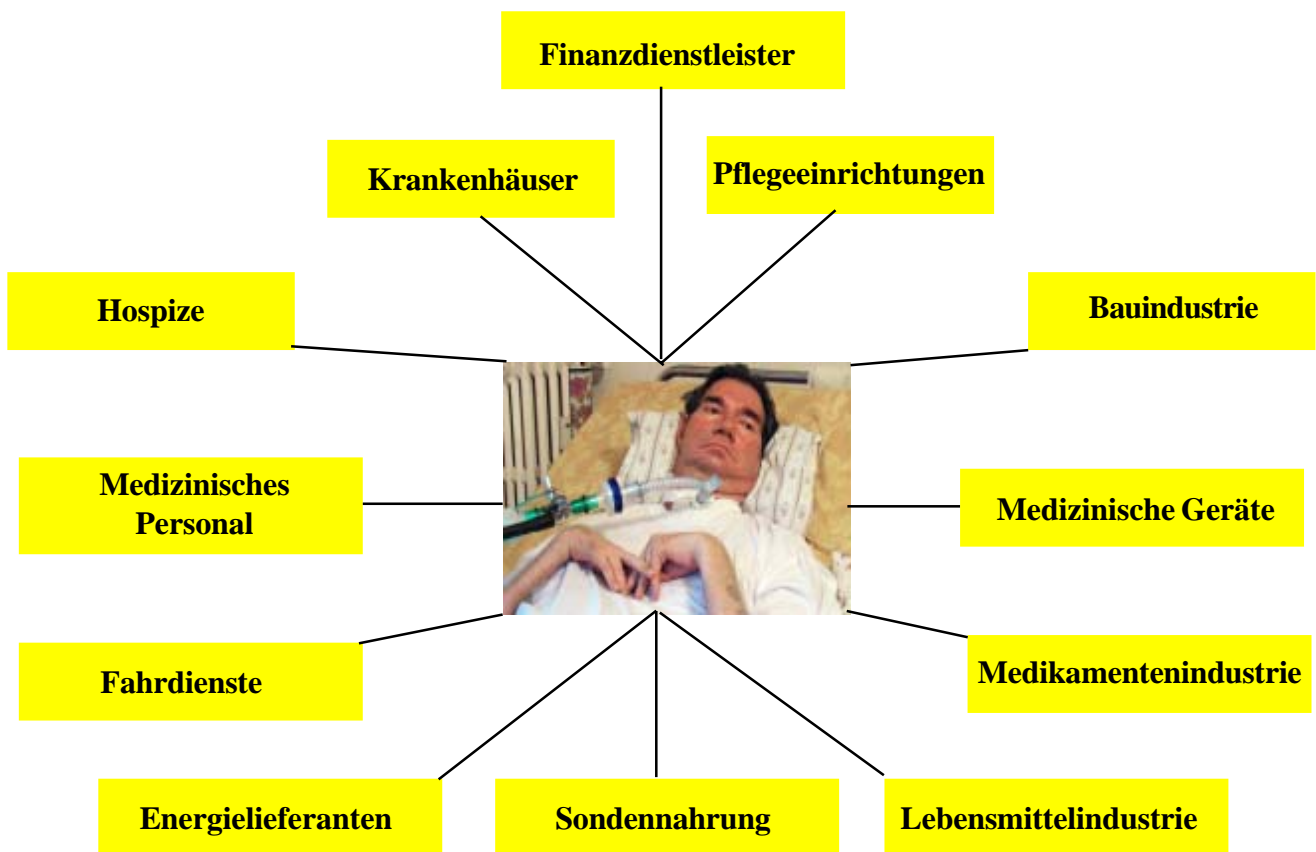 Finanzdienstleister
Krankenhäuser
Pflegeeinrichtungen
Hospize
Bauindustrie
Medizinisches
Personal
Medizinische Geräte
Fahrdienste
Medikamentenindustrie
Energielieferanten
Sondennahrung
Lebensmittelindustrie